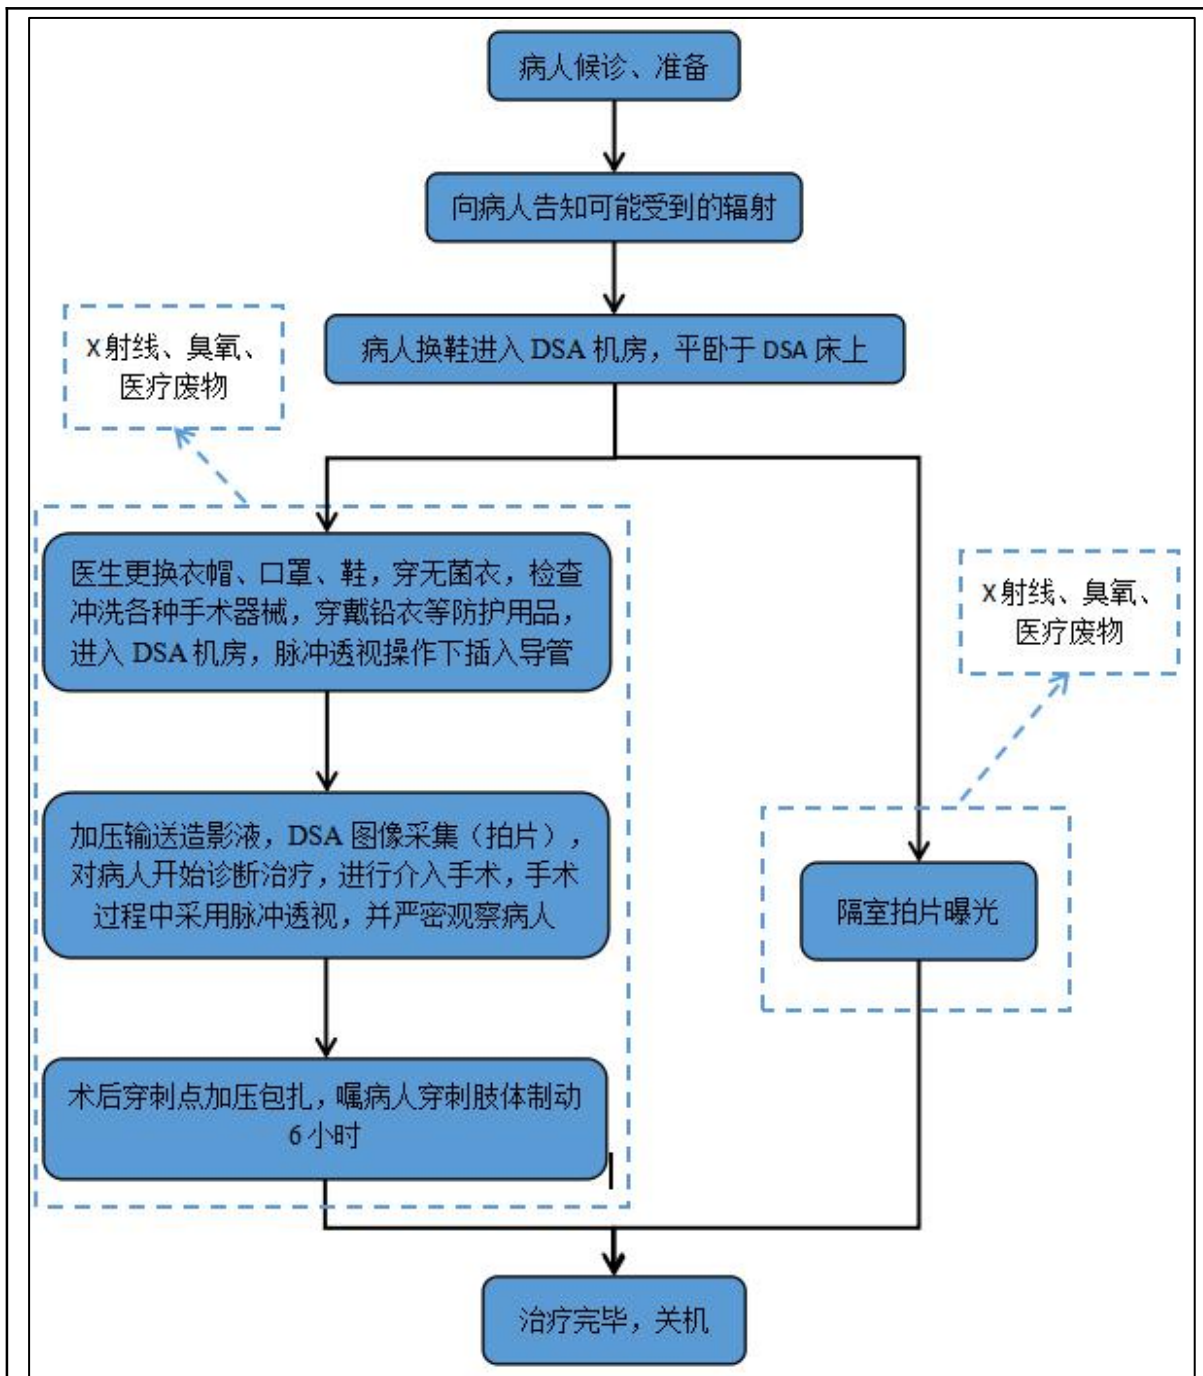 病人候诊、准备
向病人告知可能受到的辐射
病人换鞋进入 DSA 机房，平卧于 DSA 床上
X 射线、臭氧、
医疗废物
医生更换衣帽、口罩、鞋，穿无菌衣，检查
冲洗各种手术器械，穿戴铅衣等防护用品，
进入 DSA 机房，脉冲透视操作下插入导管
加压输送造影液，DSA 图像采集（拍片），
对病人开始诊断治疗，进行介入手术，手术
过程中采用脉冲透视，并严密观察病人
术后穿刺点加压包扎，嘱病人穿刺肢体制动
6 小时
X 射线、臭氧、
医疗废物
隔室拍片曝光
治疗完毕，关机